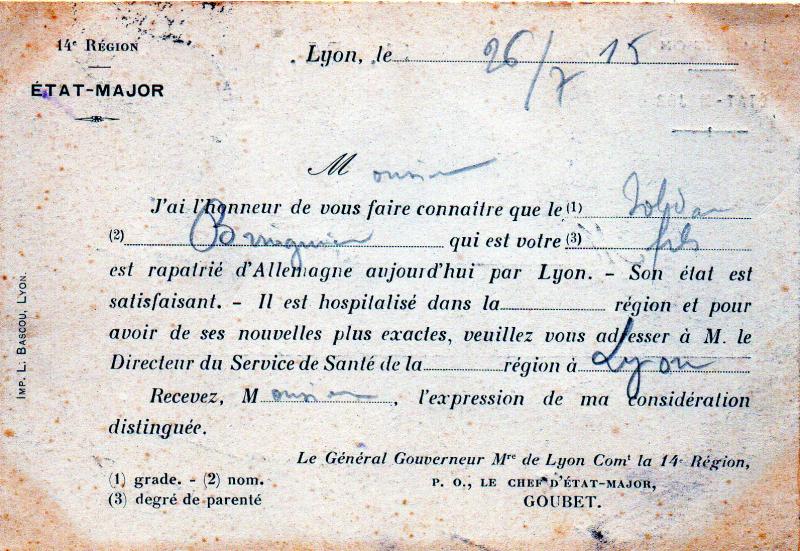 14e RÉGION
ÉTAT-MAJOR
Lyon, le 26/7 15
Monsieur
J'ai l'honneur de vous faire connaître que le (1) Soldat
(2) qui est votre (3) fils
est rapatrié d'Allemagne aujourd'hui par Lyon. – Son état est
satisfaisant. – Il est hospitalisé dans la région et pour
avoir de ses nouvelles plus exactes, veuillez vous adresser à M. le
Directeur du Service de Santé de la région à Lyon
Recevez, Monsieur, l'expression de ma considération
distinguée.
Le Général Gouverneur Mre de Lyon Comt la 14e Région,
P. O., LE CHEF D'ÉTAT-MAJOR,
GOUBET.
(1) grade. – (2) nom.
(3) degré de parenté
IMP. L. BASCOU, LYON.